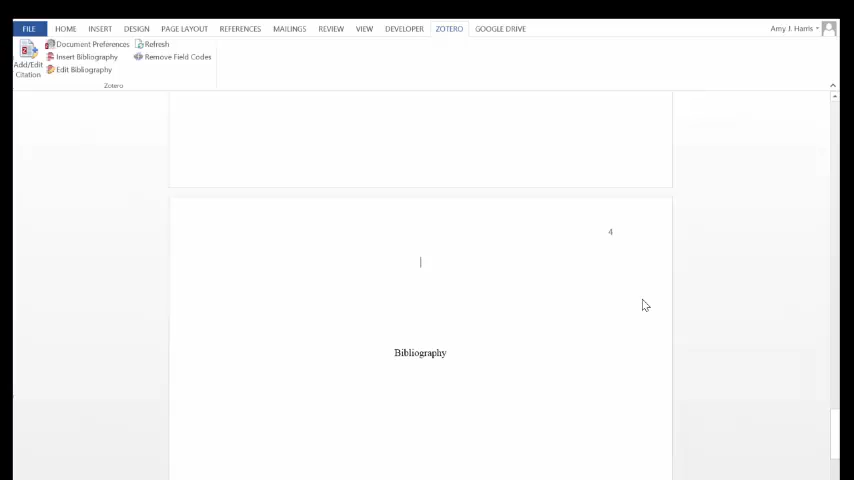 FILE HOME INSERT DESIGN PAGE LAYOUT REFERENCES MAILINGS REVIEW VIEW DEVELOPER ZOTERO GOOGLE DRIVE Amy J. Harris
Add/Edit
Citation
Document Preferences Refresh
Insert Bibliography Remove Field Codes
Edit Bibliography
Zotero
4
Bibliography